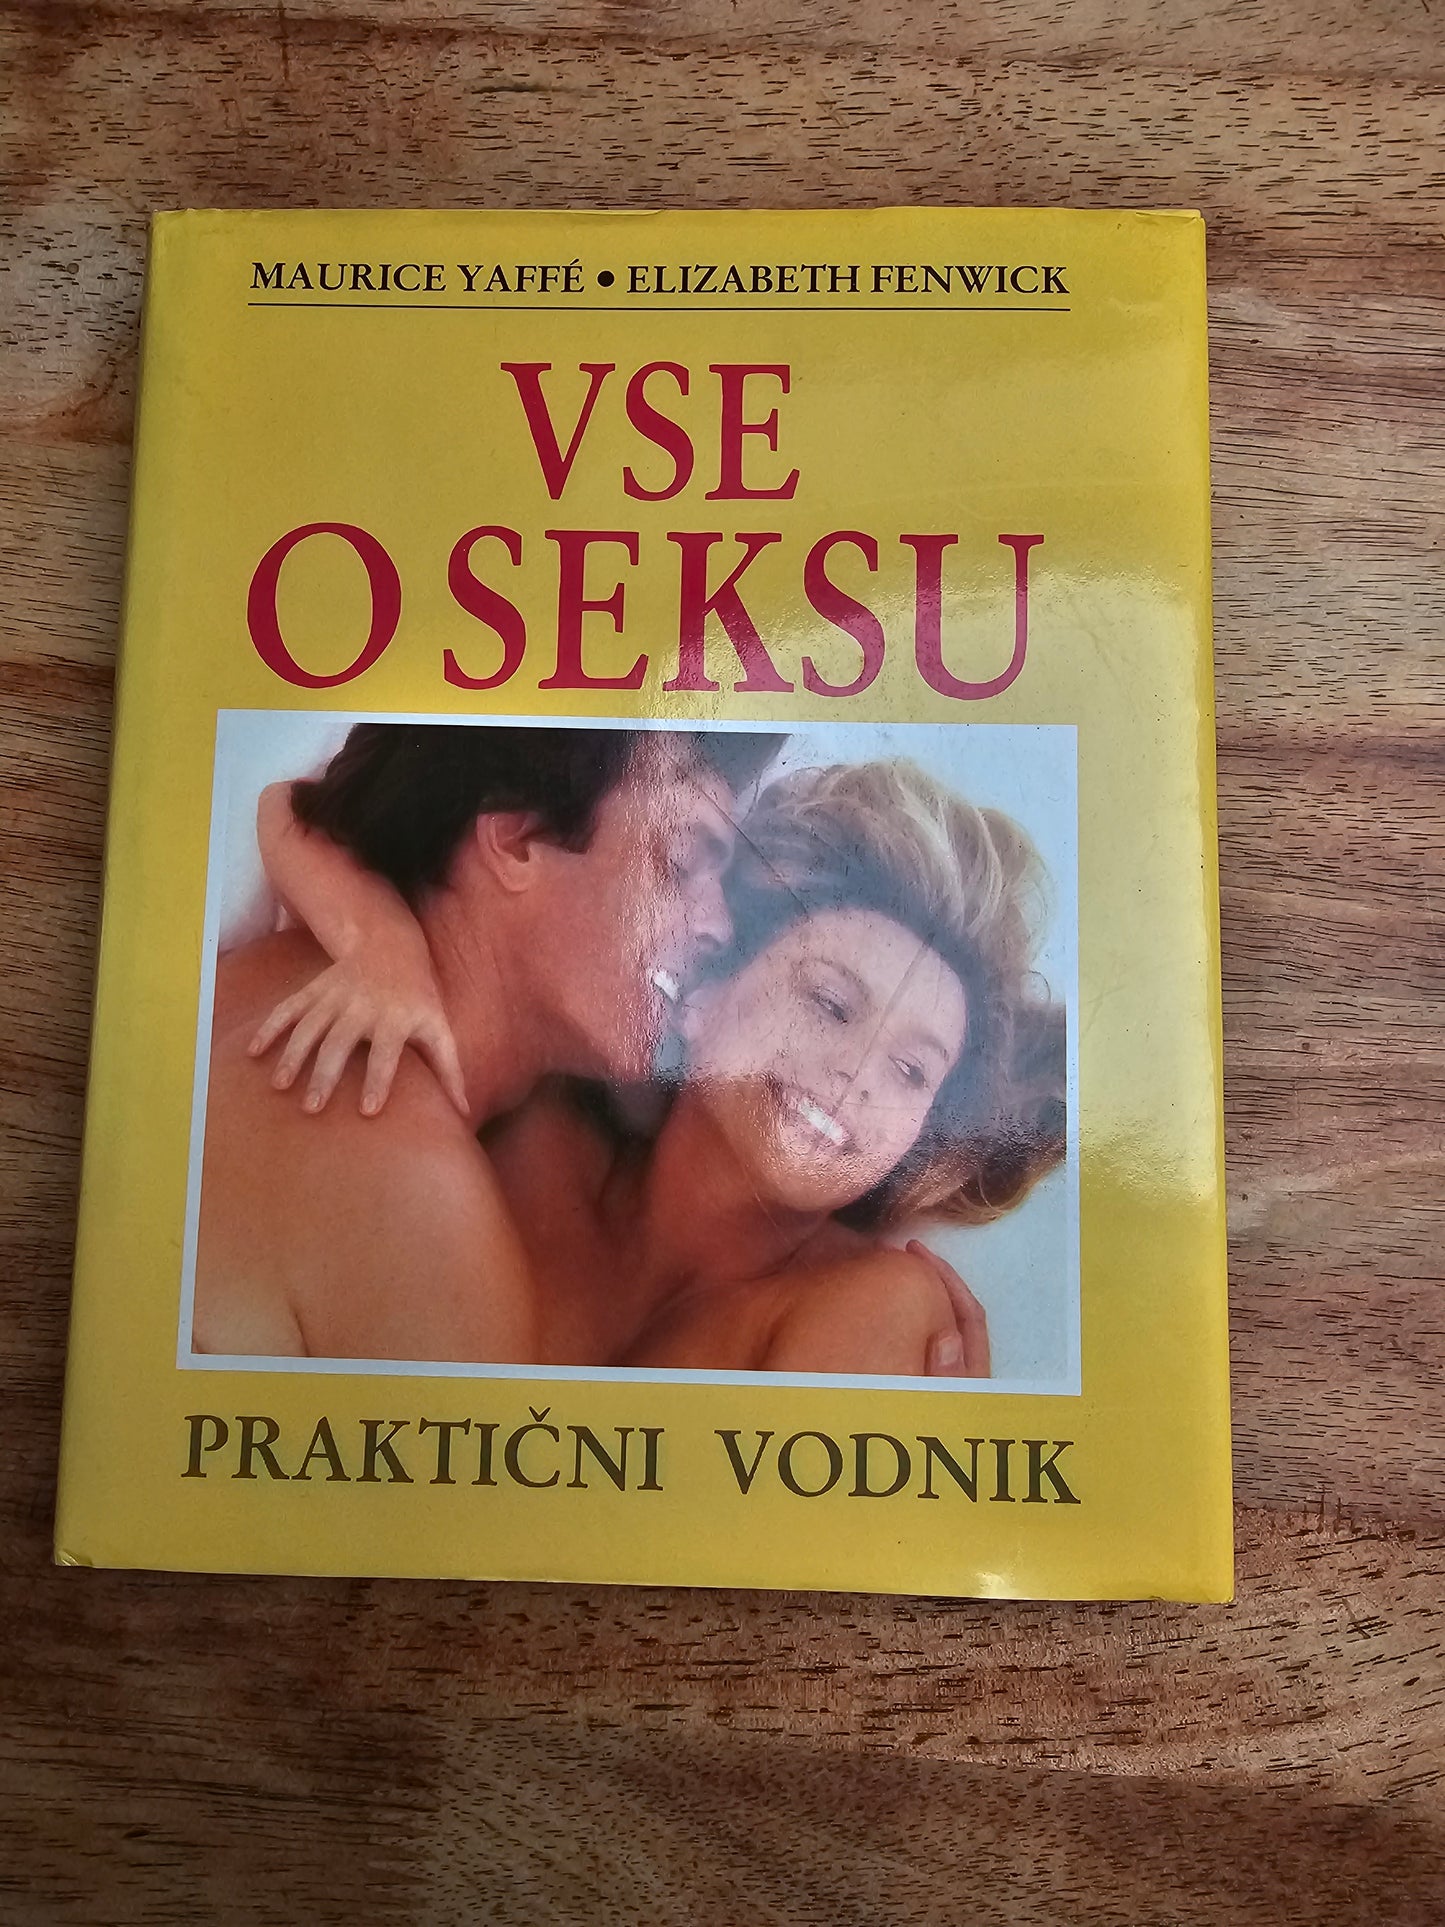 MAURICE YAFFÉ • ELIZABETH FENWICK
VSE
O SEKSU
PRAKTIČNI VODNIK